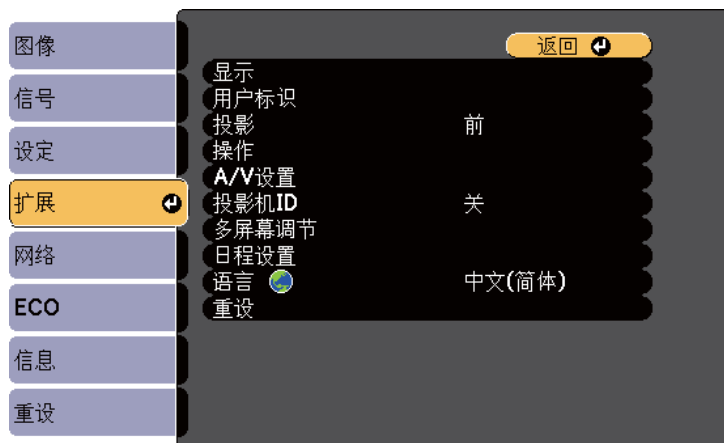 图像
信号
设定
扩展
网络
ECO
信息
重设
返回
显示
用户标识
投影 前
操作
A/V设置
投影机ID 关
多屏幕调节
日程设置
语言 中文(简体)
重设